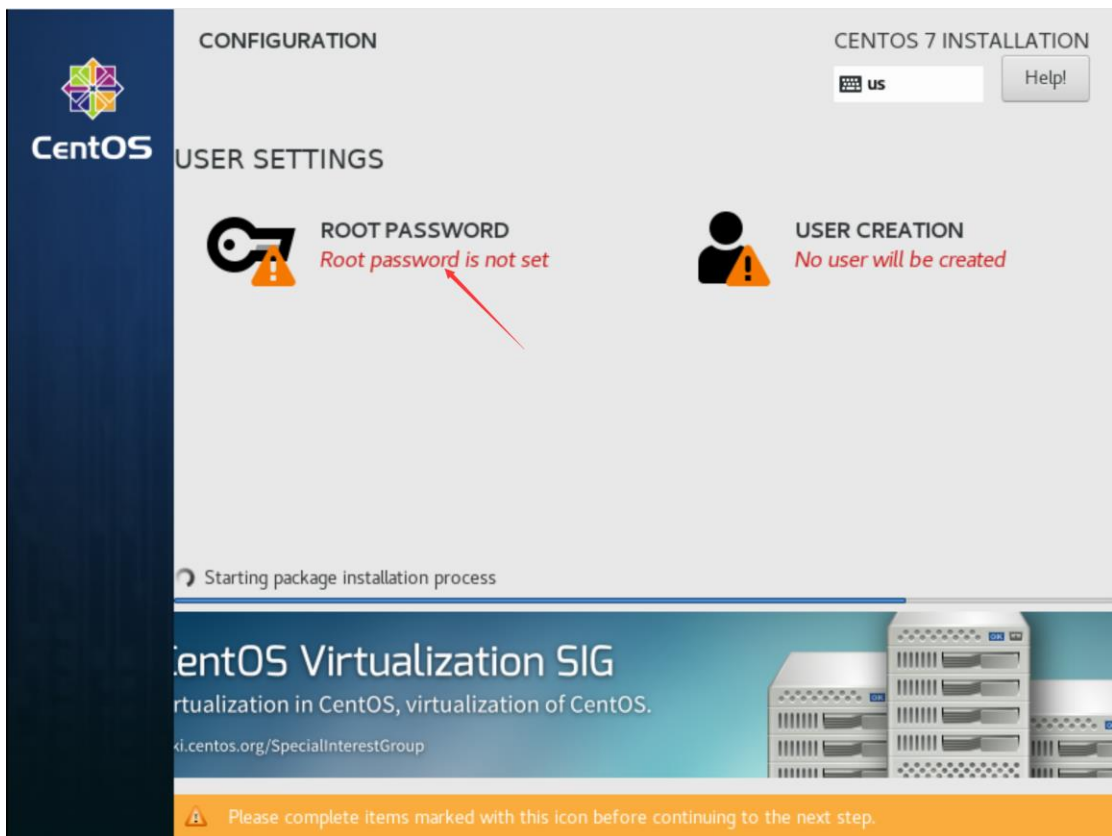 CONFIGURATION
CENTOS 7 INSTALLATION
us
Help!
CentOS
USER SETTINGS
ROOT PASSWORD
Root password is not set
USER CREATION
No user will be created
Starting package installation process
entOS Virtualization SIG
rtualization in CentOS, virtualization of CentOS.
ki.centos.org/SpecialInterestGroup
Please complete items marked with this icon before continuing to the next step.